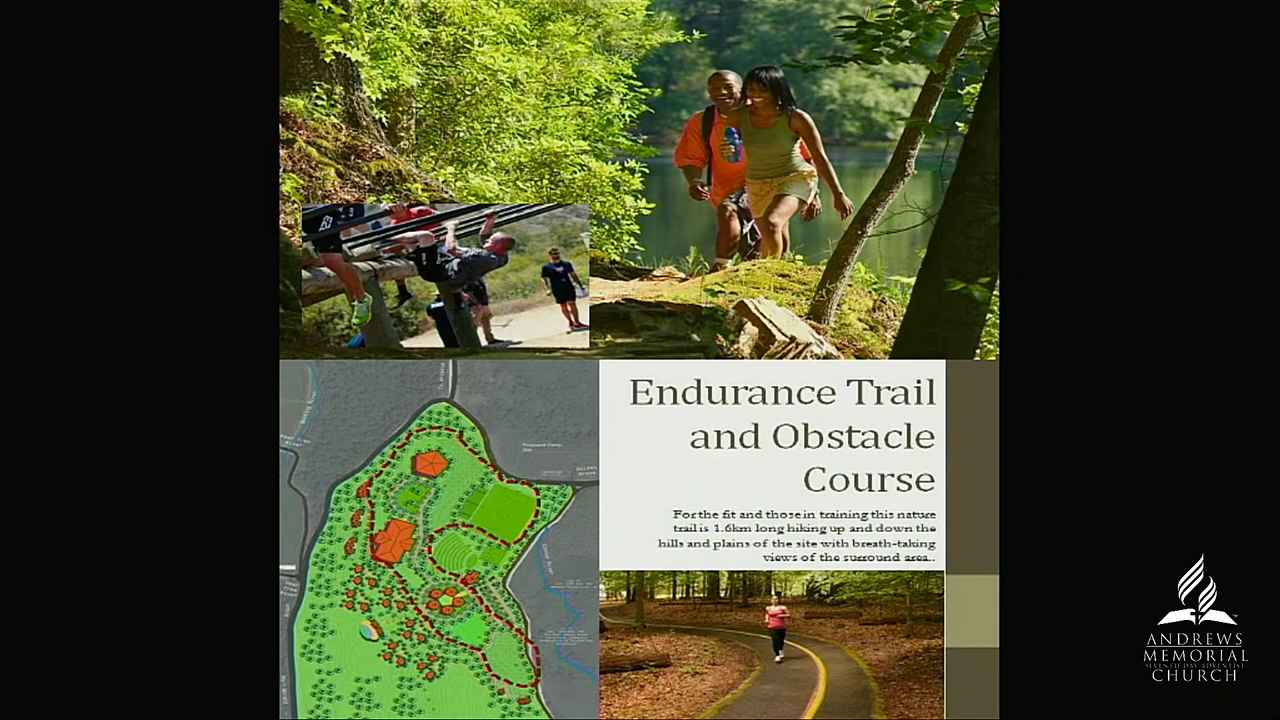 Endurance Trail
and Obstacle
Course
For the fit and those in training this nature
trail is 1.6km long hiking up and down the
hills and plains of the site with breath-taking
views of the surround area..
ANDREWS
MEMORIAL
SEVENTH-DAY ADVENTIST
CHURCH